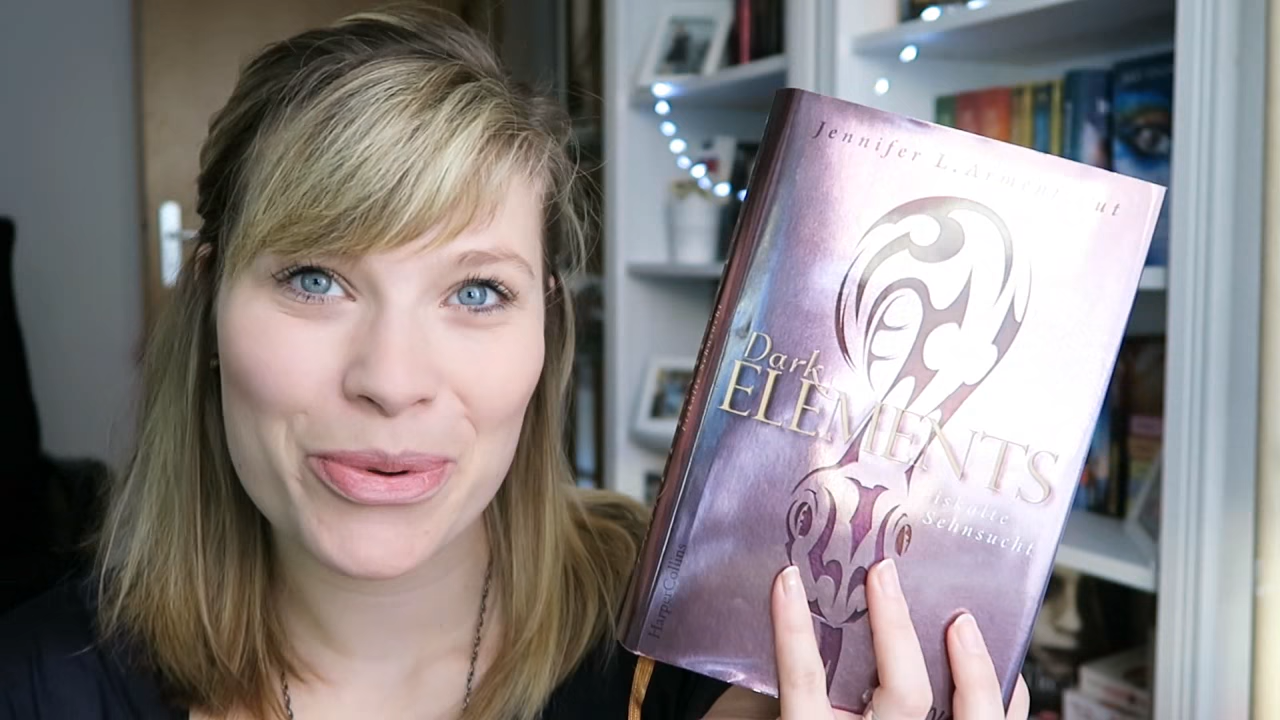 Jennifer L. Armentrout
Dark
ELEMENTS
Eiskalte
Sehnsucht
HarperCollins